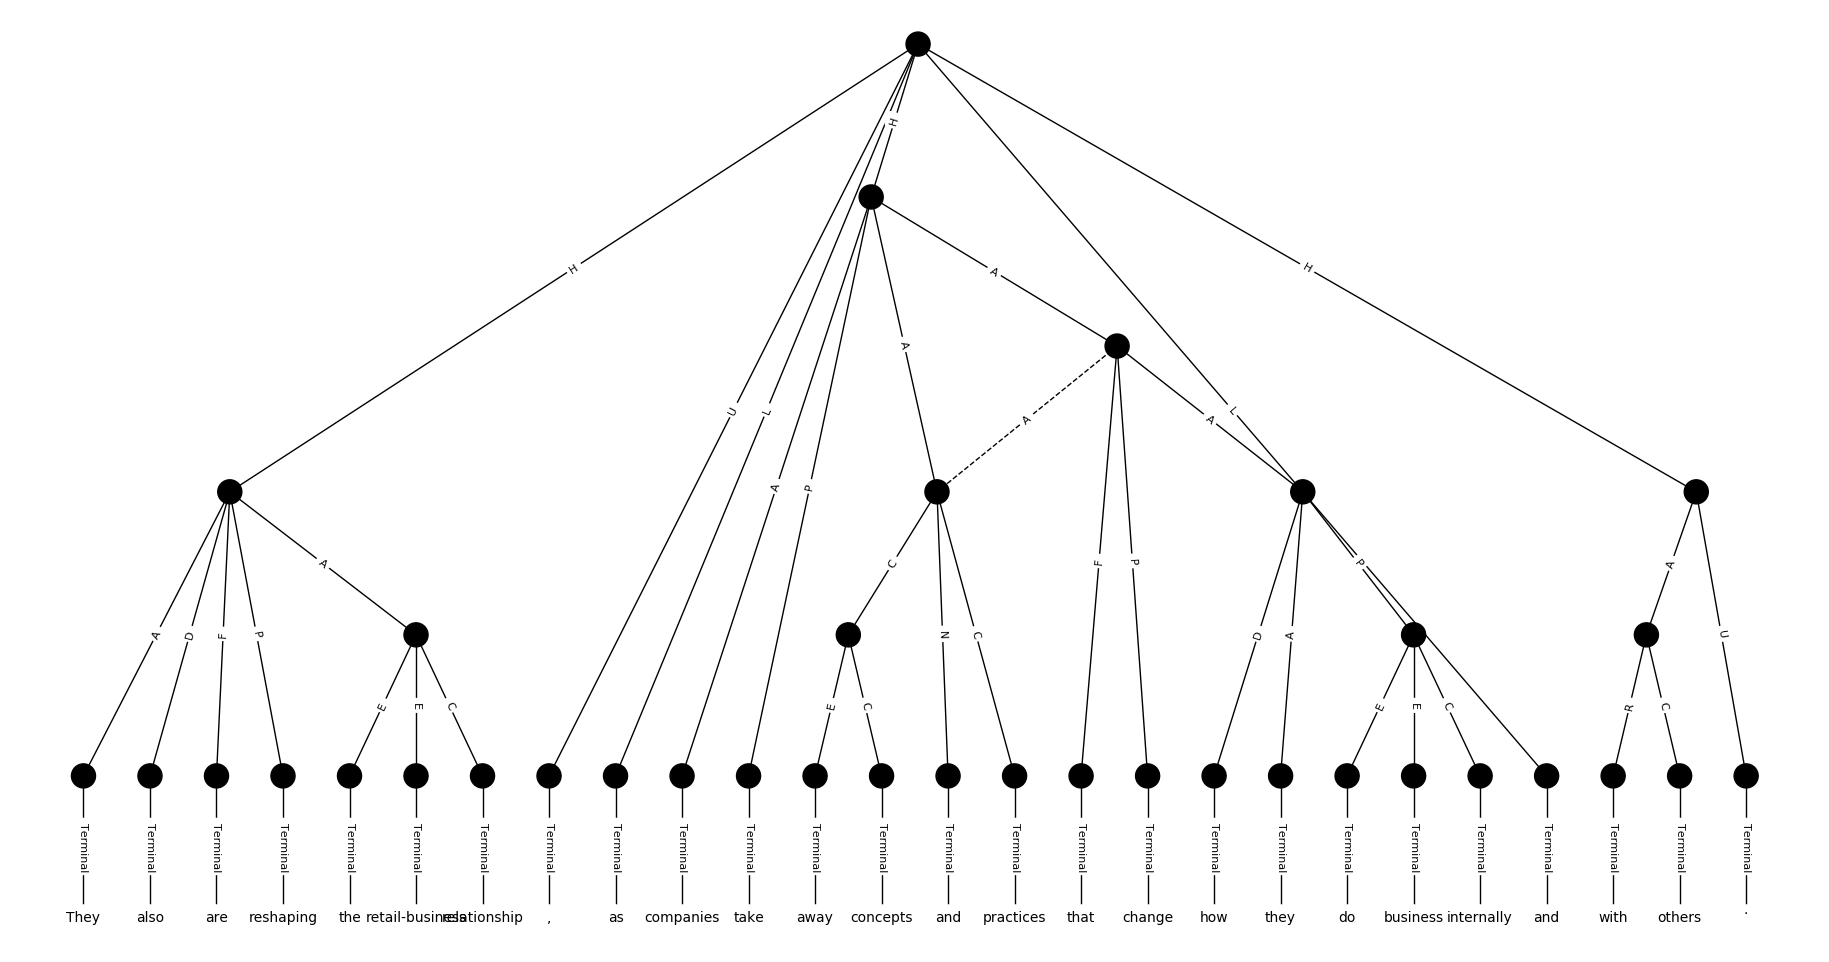 H
H
A
H
U
L
A
A
L
A
A
P
C
A
F
P
P
A
A
D
F
P
N
C
D
A
U
E
E
C
E
C
E
E
C
R
C
Terminal Terminal Terminal Terminal Terminal Terminal Terminal Terminal Terminal Terminal Terminal Terminal Terminal Terminal Terminal Terminal Terminal Terminal Terminal Terminal Terminal Terminal Terminal Terminal Terminal Terminal
They also are reshaping the retail-business relationship , as companies take away concepts and practices that change how they do business internally and with others .